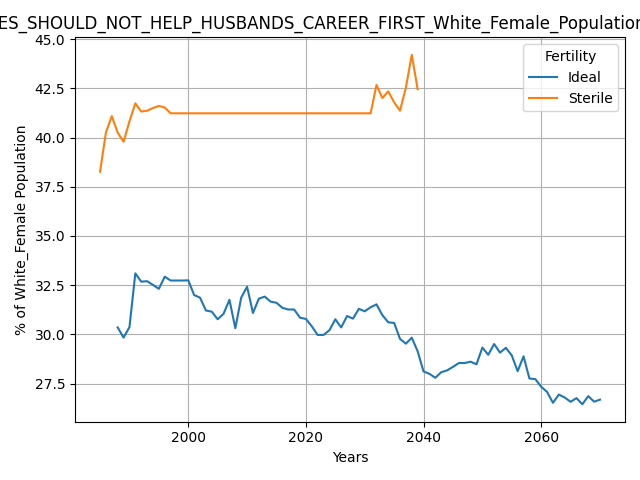 ES_SHOULD_NOT_HELP_HUSBANDS_CAREER_FIRST_White_Female_Population
45.0
42.5
40.0
37.5
35.0
32.5
30.0
27.5
% of White_Female Population
Fertility
Ideal
Sterile
2000
2020
2040
2060
Years